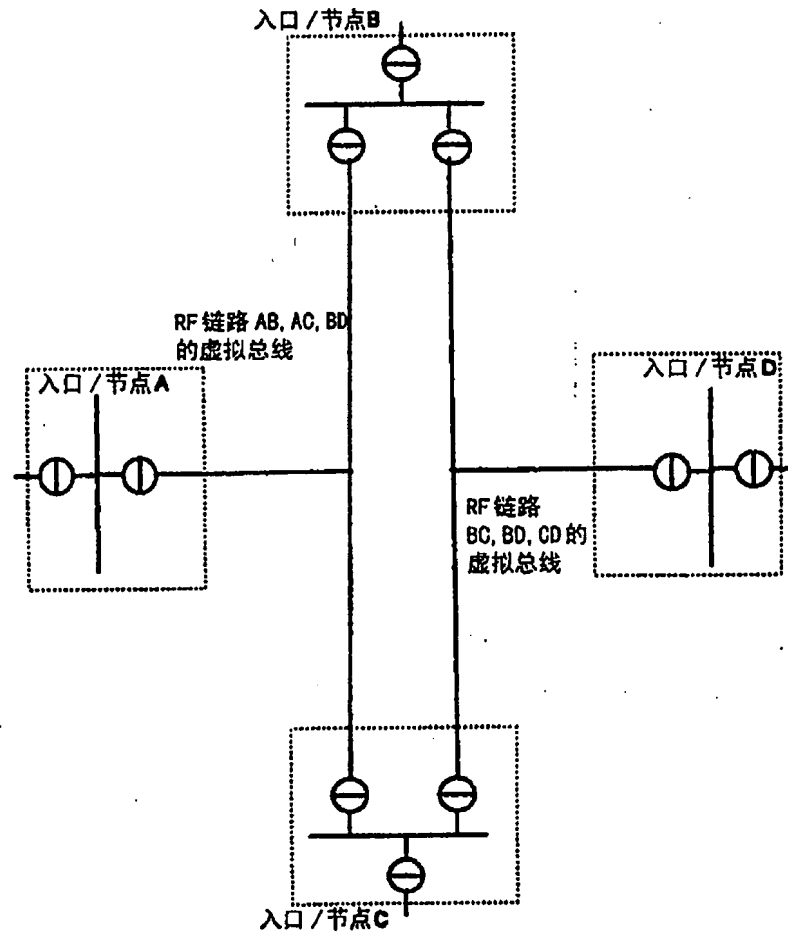 入口/节点B
RF链路 AB, AC, BD
的虚拟总线
入口/节点A
入口/节点D
RF链路
BC, BD, CD的
虚拟总线
入口/节点C